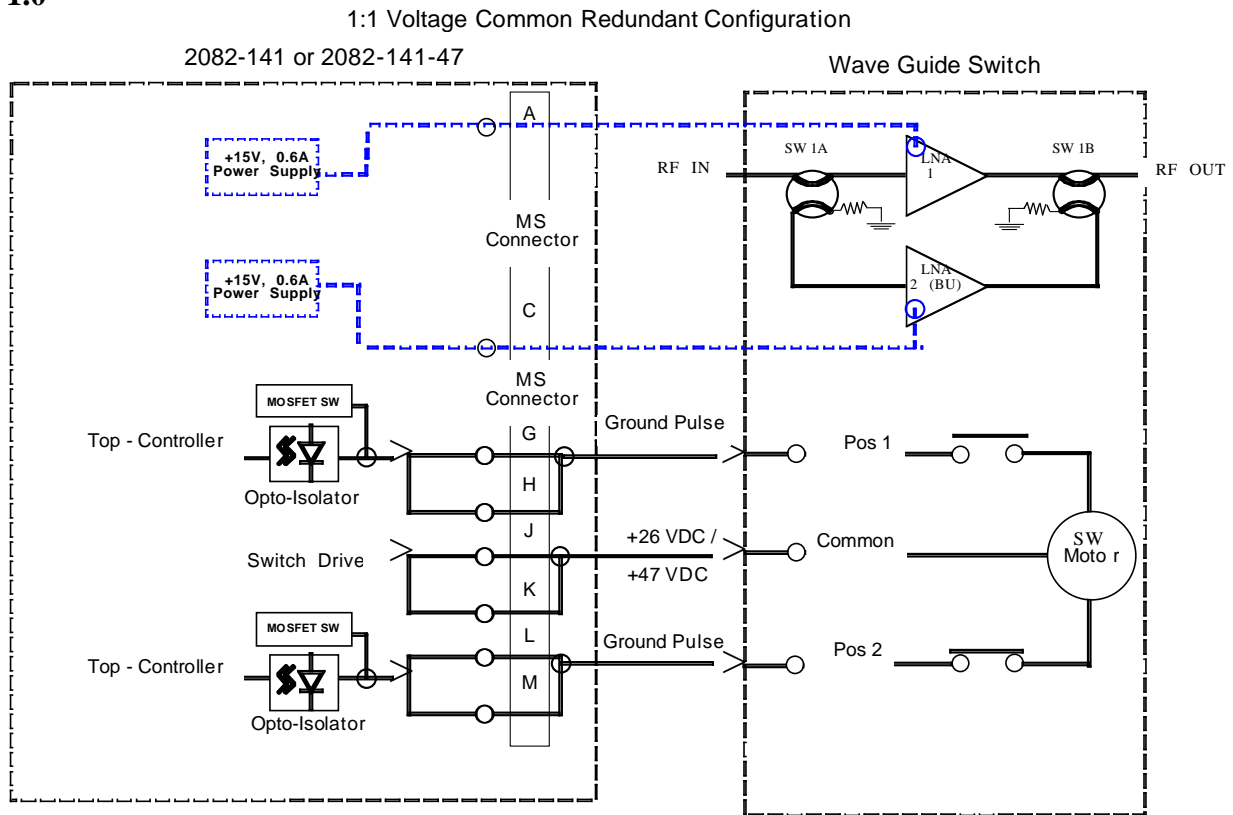 1:1 Voltage Common Redundant Configuration
2082-141 or 2082-141-47
Wave Guide Switch
A
+15V, 0.6A
Power Supply
RF IN
SW 1A
LNA
1
SW 1B
RF OUT
MS
Connector
+15V, 0.6A
Power Supply
C
LNA
2 (BU)
MS
Connector
MOSFET SW
Top - Controller
Opto-Isolator
G
H
Ground Pulse
Pos 1
Switch Drive
J
K
+26 VDC /
+47 VDC
Common
SW
Moto r
MOSFET SW
Top - Controller
Opto-Isolator
L
M
Ground Pulse
Pos 2